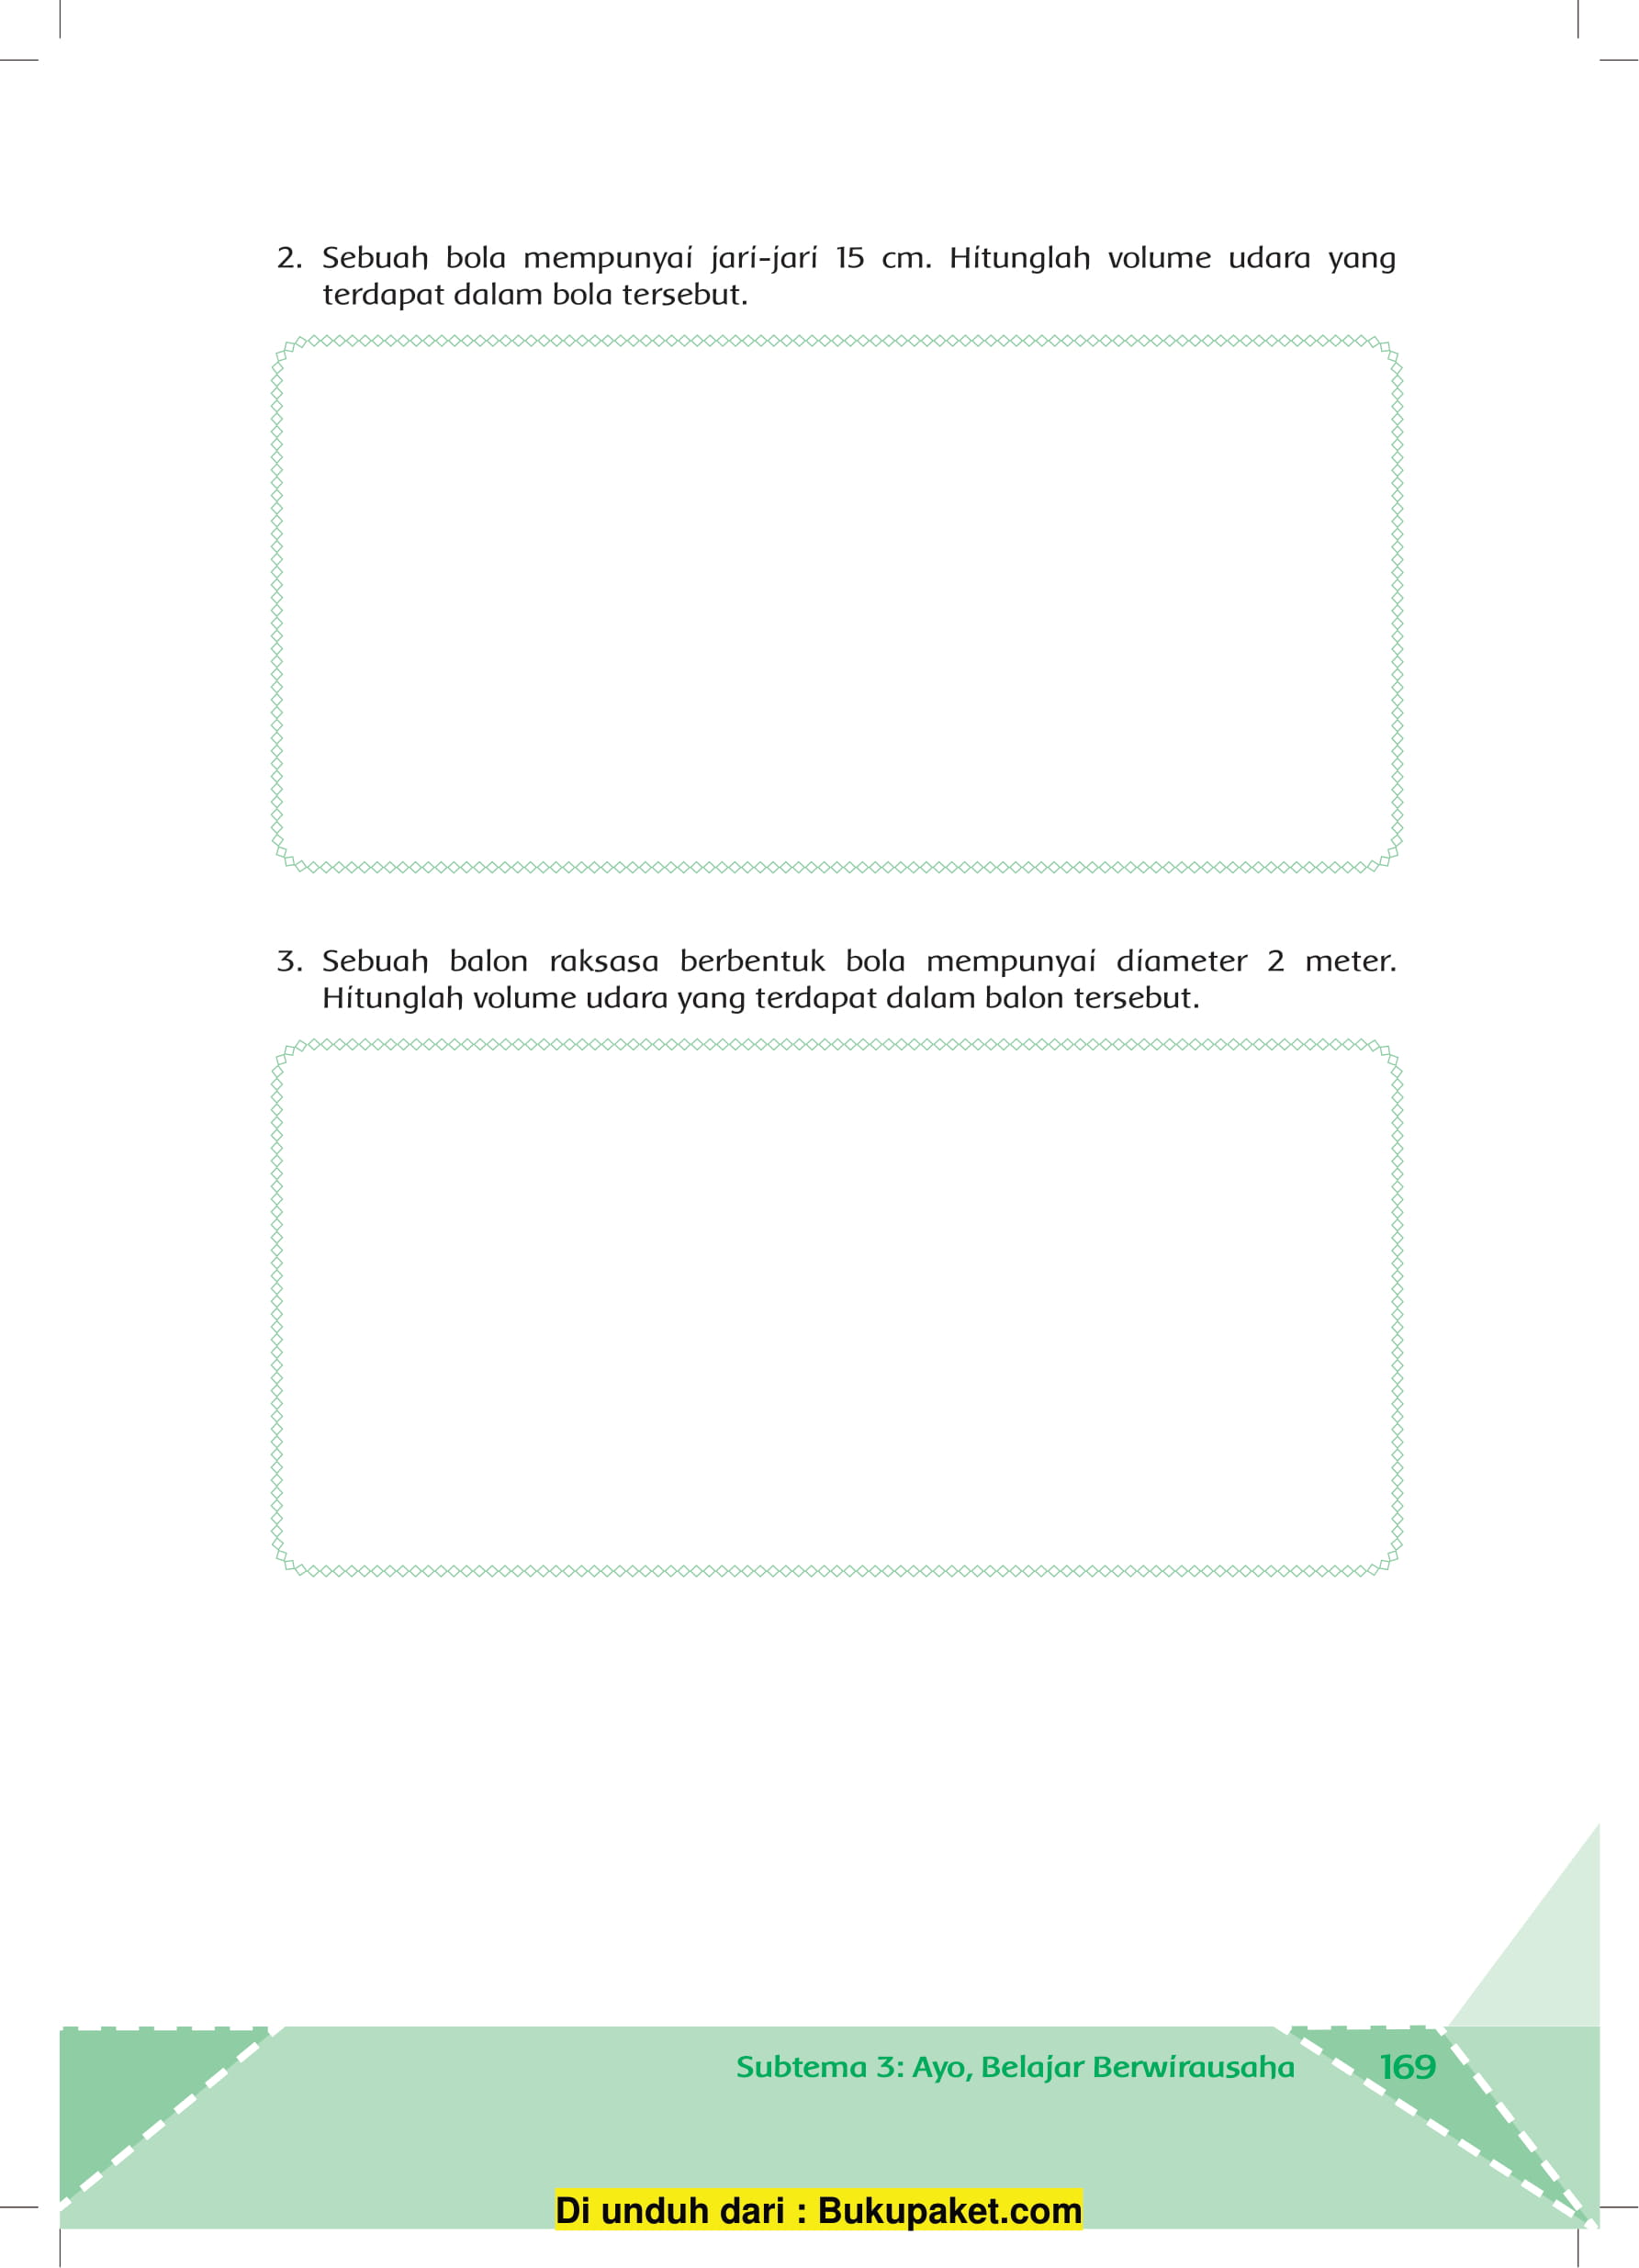 2. Sebuah bola mempunyai jari-jari 15 cm. Hitunglah volume udara yang
terdapat dalam bola tersebut.
3. Sebuah balon raksasa berbentuk bola mempunyai diameter 2 meter.
Hitunglah volume udara yang terdapat dalam balon tersebut.
Subtema 3: Ayo, Belajar Berwirausaha 169
Di unduh dari : Bukupaket.com